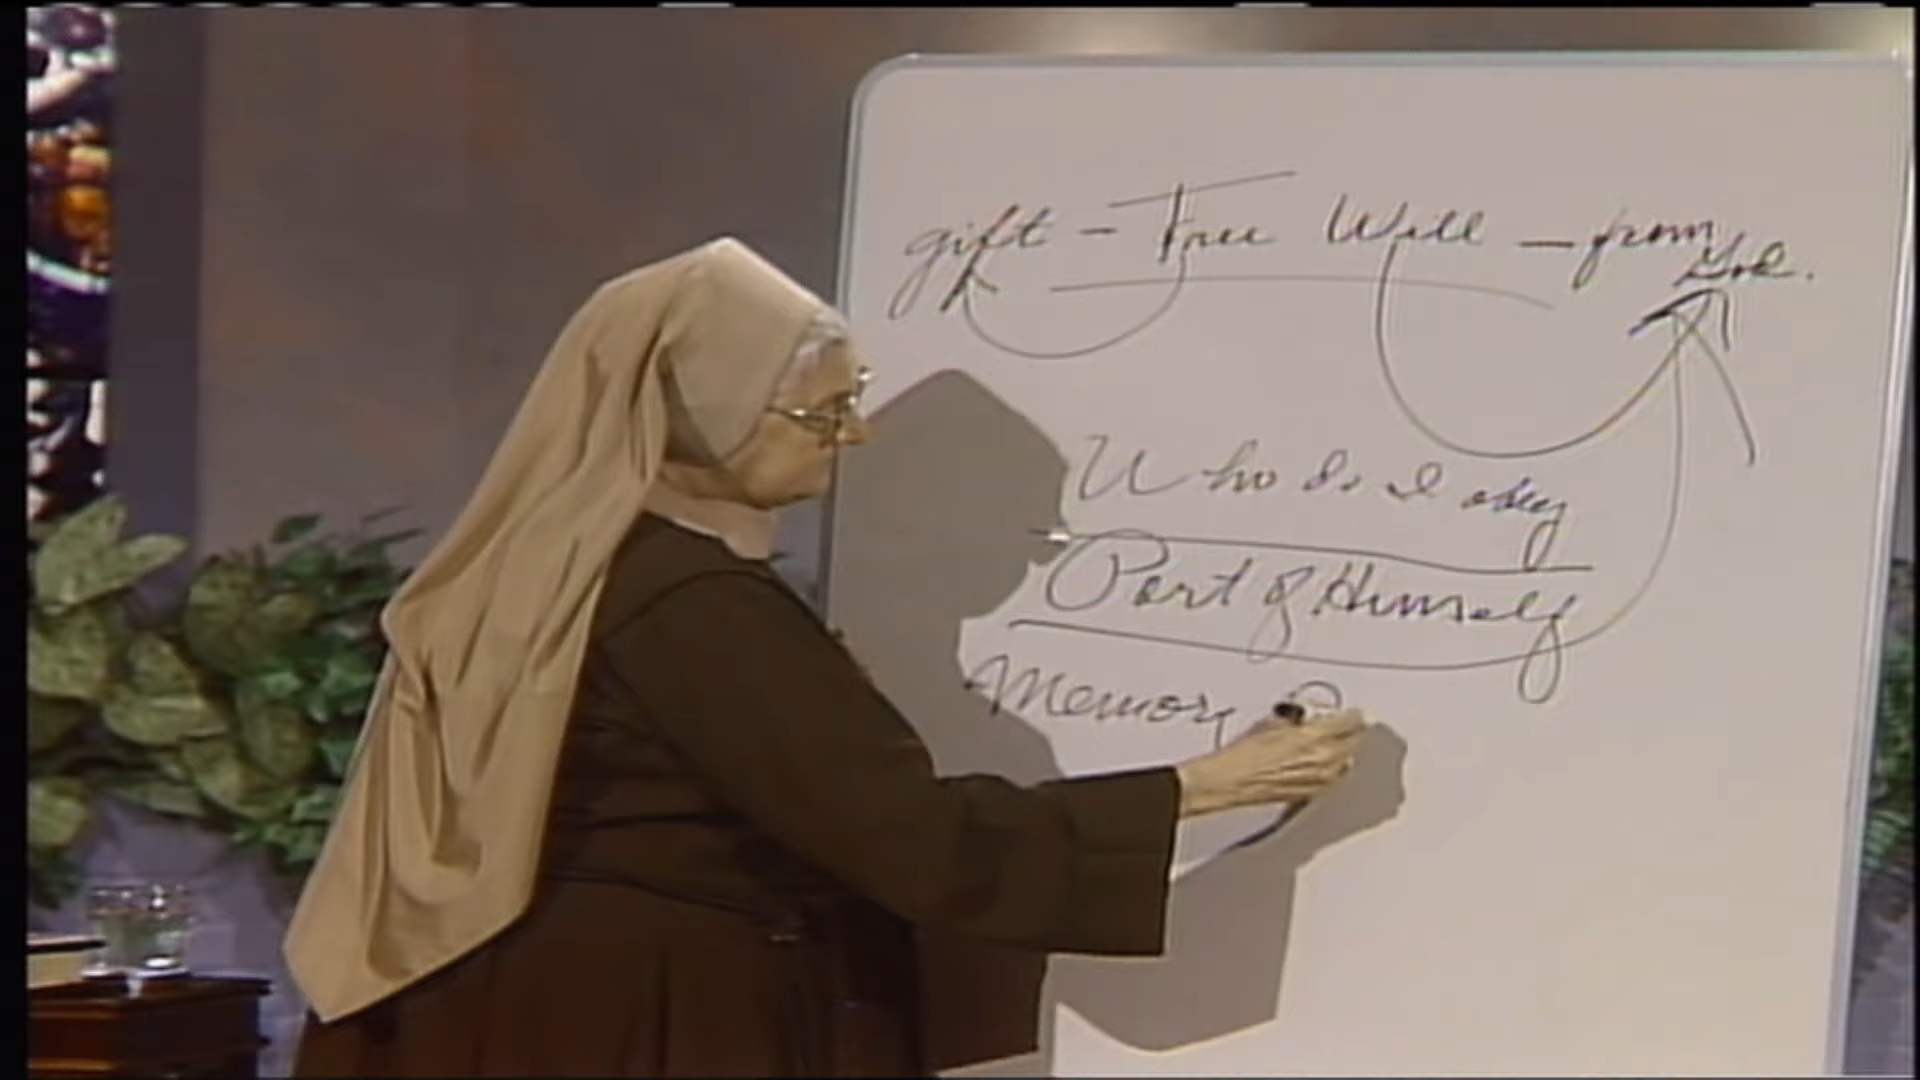 gift - Free Will - from God.
Who do I obey
Part of Himself
Memory